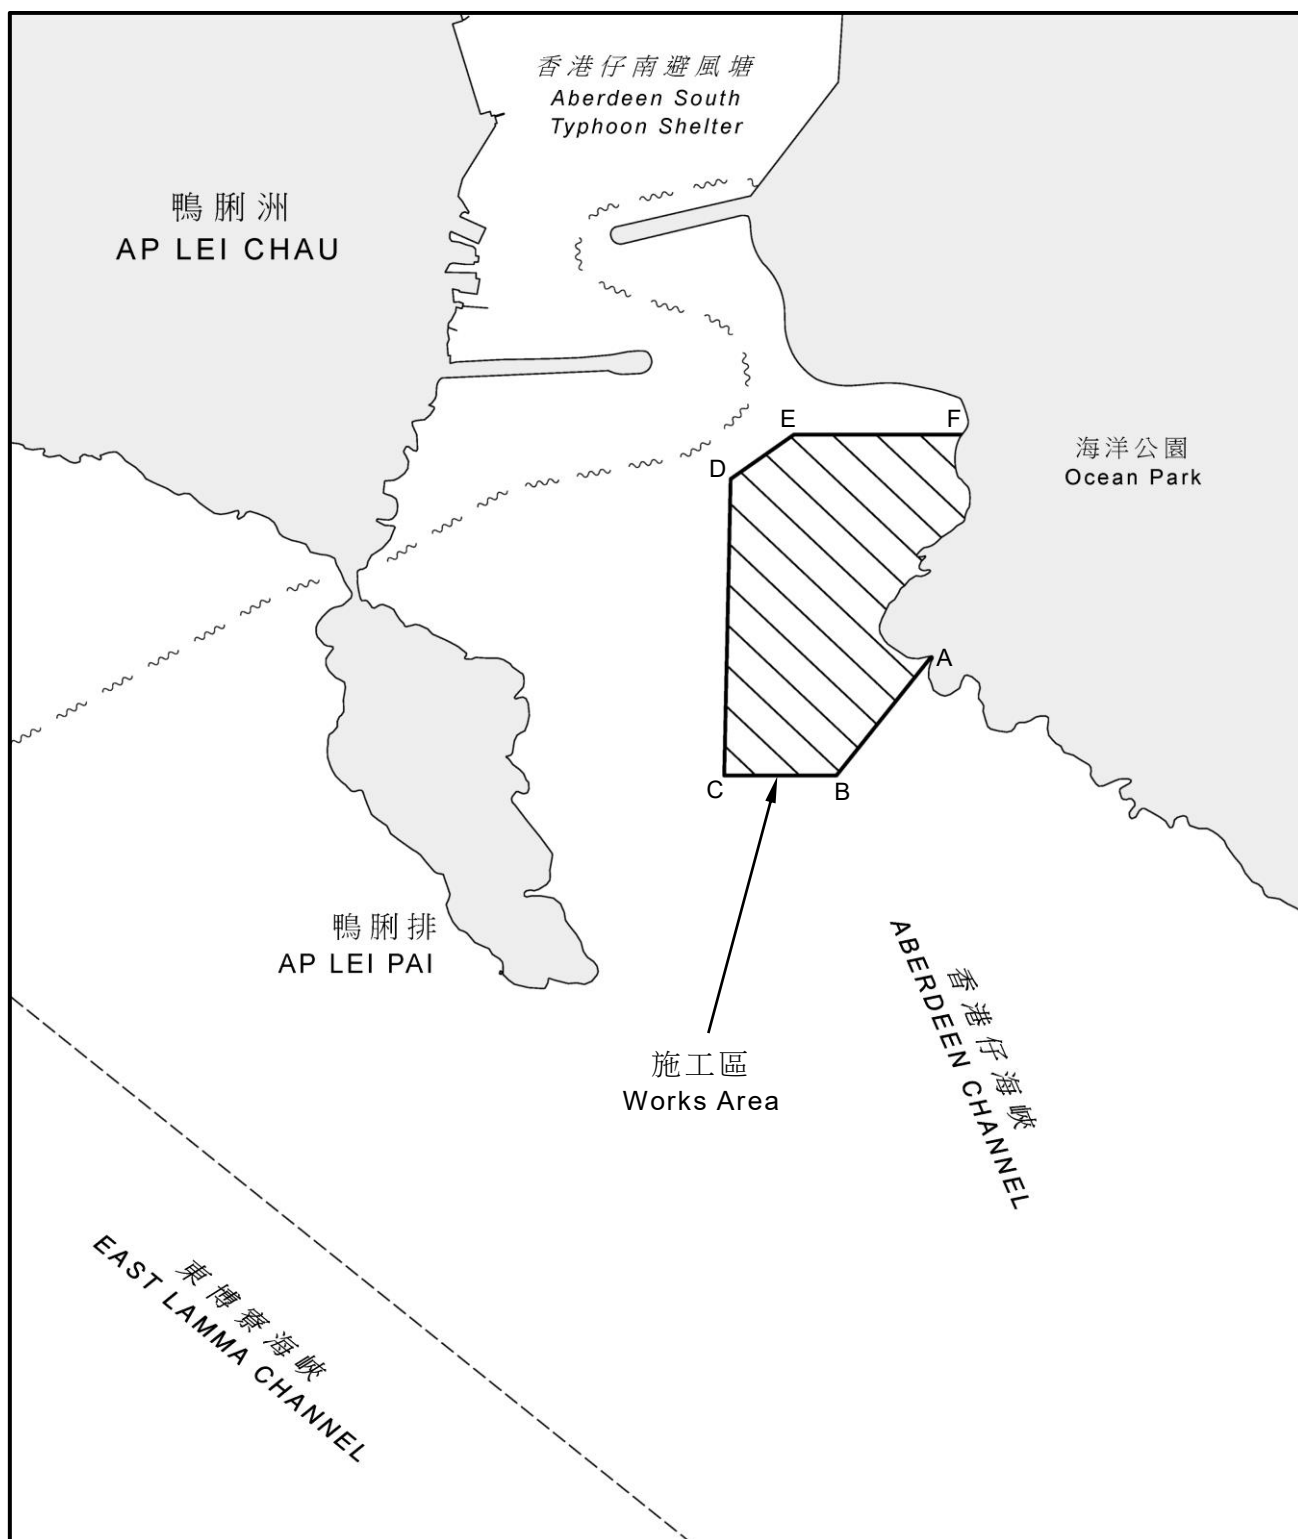 香港仔南避風塘
Aberdeen South
Typhoon Shelter
鴨脷洲
AP LEI CHAU
E
F
D
海洋公園
Ocean Park
A
C
B
鴨脷排
AP LEI PAI
香港仔海峽
ABERDEEN CHANNEL
施工區
Works Area
東博寮海峽
EAST LAMMA CHANNEL